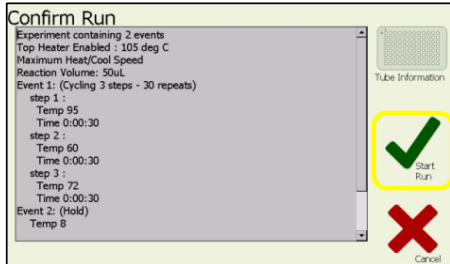 Confirm Run
Experiment containing 2 events
Top Heater Enabled : 105 deg C
Maximum Heat/Cool Speed
Reaction Volume: 50uL
Event 1: (Cycling 3 steps - 30 repeats)
step 1 :
Temp 95
Time 0:00:30
step 2 :
Temp 60
Time 0:00:30
step 3 :
Temp 72
Time 0:00:30
Event 2: (Hold)
Temp 8
Tube Information
Start
Run
Cancel